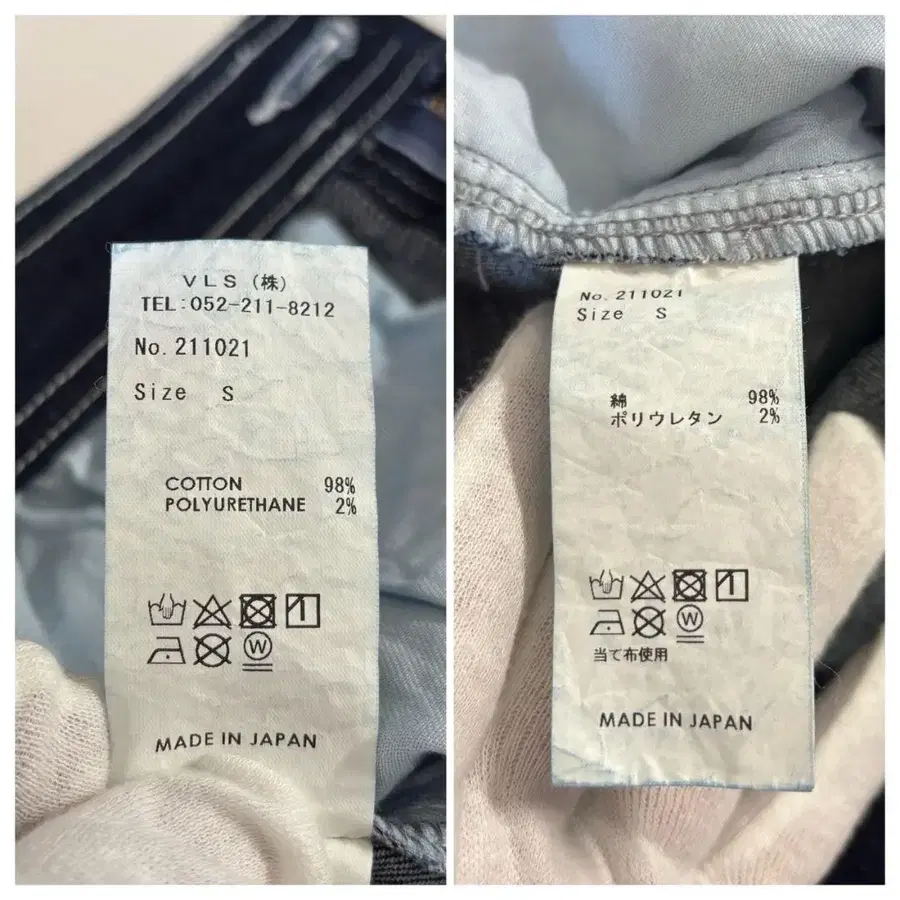 VLS (株)
TEL:052-211-8212
No. 211021
Size S
COTTON 98%
POLYURETHANE 2%
W
MADE IN JAPAN
No. 211021
Size S
綿 98%
ポリウレタン 2%
W
当て布使用
MADE IN JAPAN